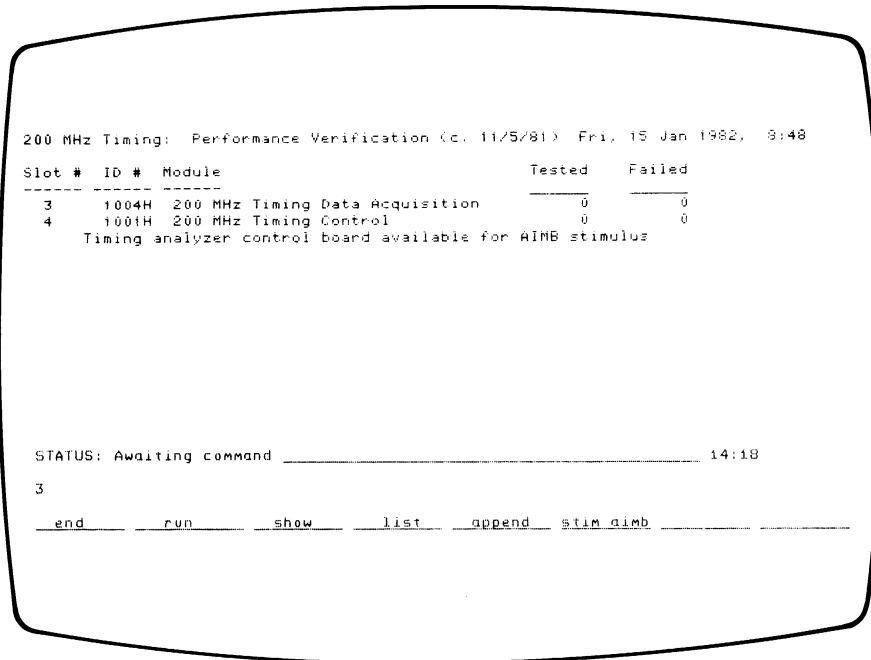 200 MHz Timing: Performance Verification (c. 11/5/81) Fri, 15 Jan 1982, 8:48
Slot # ID # Module Tested Failed
3 1004H 200 MHz Timing Data Acquisition 0 0
4 1001H 200 MHz Timing Control 0 0
Timing analyzer control board available for AIMB stimulus
STATUS: Awaiting command 14:18
3
end run show list append stim aimb